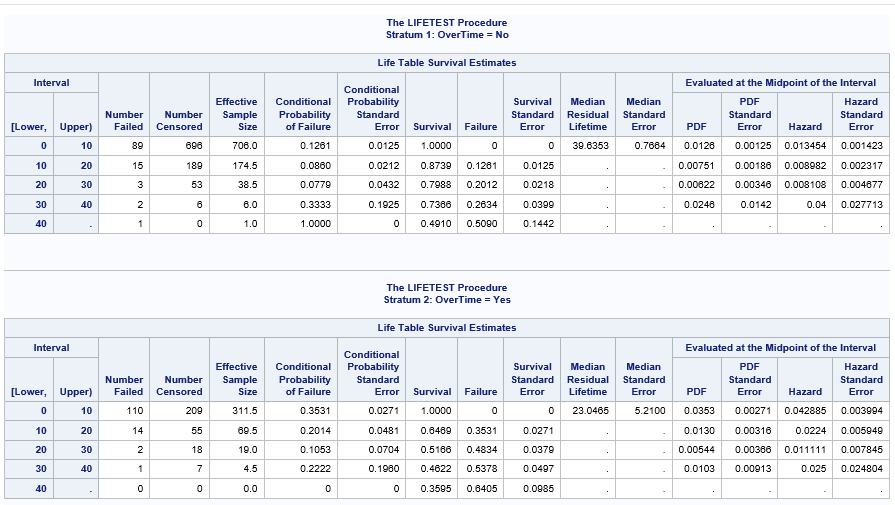 The LIFETEST Procedure
Stratum 1: OverTime = No
Life Table Survival Estimates
Interval Number Failed Number Censored Effective Sample Size Conditional Probability of Failure Conditional Probability Standard Error Survival Failure Survival Standard Error Median Residual Lifetime Median Standard Error Evaluated at the Midpoint of the Interval
[Lower, Upper) PDF PDF Standard Error Hazard Hazard Standard Error
0 10 89 696 706.0 0.1261 0.0125 1.0000 0 0 39.6353 0.7664 0.0126 0.00125 0.013454 0.001423
10 20 15 189 174.5 0.0860 0.0212 0.8739 0.1261 0.0125 . . 0.00751 0.00186 0.008982 0.002317
20 30 3 53 38.5 0.0779 0.0432 0.7988 0.2012 0.0218 . . 0.00622 0.00346 0.008108 0.004677
30 40 2 6 6.0 0.3333 0.1925 0.7366 0.2634 0.0399 . . 0.0246 0.0142 0.04 0.027713
40 . 1 0 1.0 1.0000 0 0.4910 0.5090 0.1442 . . . . . .
The LIFETEST Procedure
Stratum 2: OverTime = Yes
Life Table Survival Estimates
Interval Number Failed Number Censored Effective Sample Size Conditional Probability of Failure Conditional Probability Standard Error Survival Failure Survival Standard Error Median Residual Lifetime Median Standard Error Evaluated at the Midpoint of the Interval
[Lower, Upper) PDF PDF Standard Error Hazard Hazard Standard Error
0 10 110 209 311.5 0.3531 0.0271 1.0000 0 0 23.0465 5.2100 0.0353 0.00271 0.042885 0.003994
10 20 14 55 69.5 0.2014 0.0481 0.6469 0.3531 0.0271 . . 0.0130 0.00316 0.0224 0.005949
20 30 2 18 19.0 0.1053 0.0704 0.5166 0.4834 0.0379 . . 0.00544 0.00366 0.011111 0.007845
30 40 1 7 4.5 0.2222 0.1960 0.4622 0.5378 0.0497 . . 0.0103 0.00913 0.025 0.024804
40 . 0 0 0.0 0 0 0.3595 0.6405 0.0985 . . . . . .